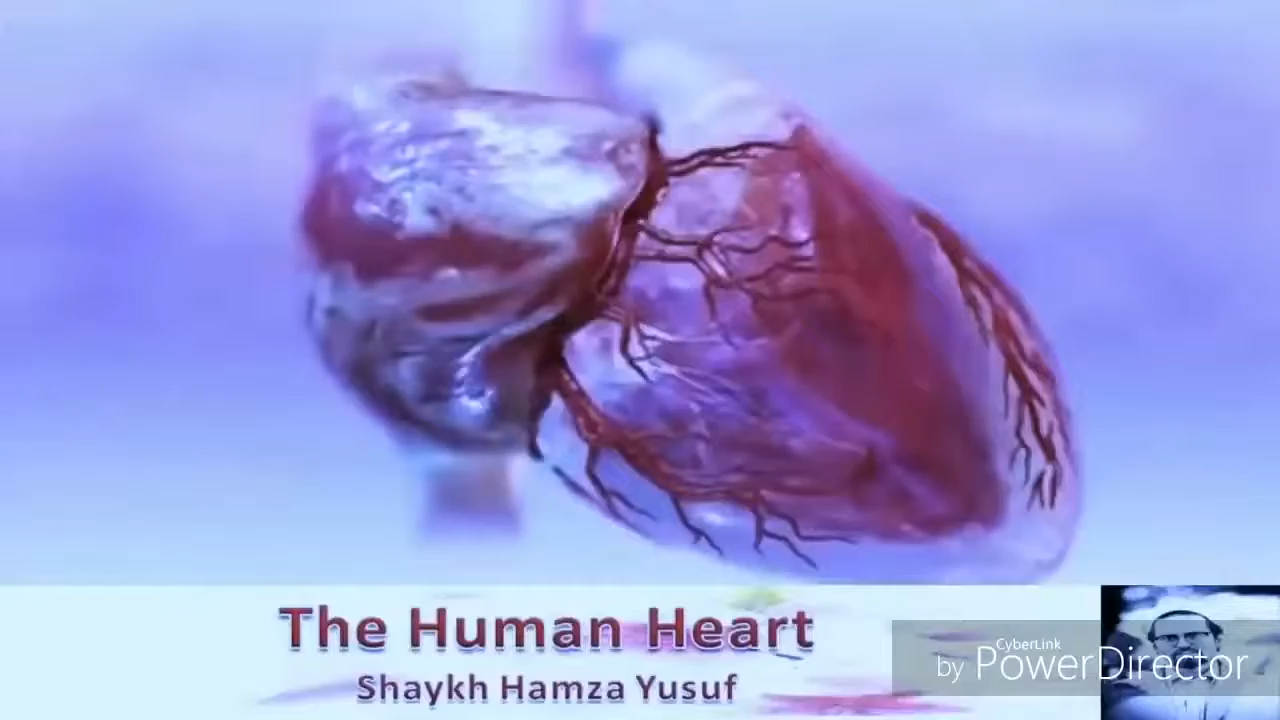 The Human Heart
Shaykh Hamza Yusuf
CyberLink
by PowerDirector